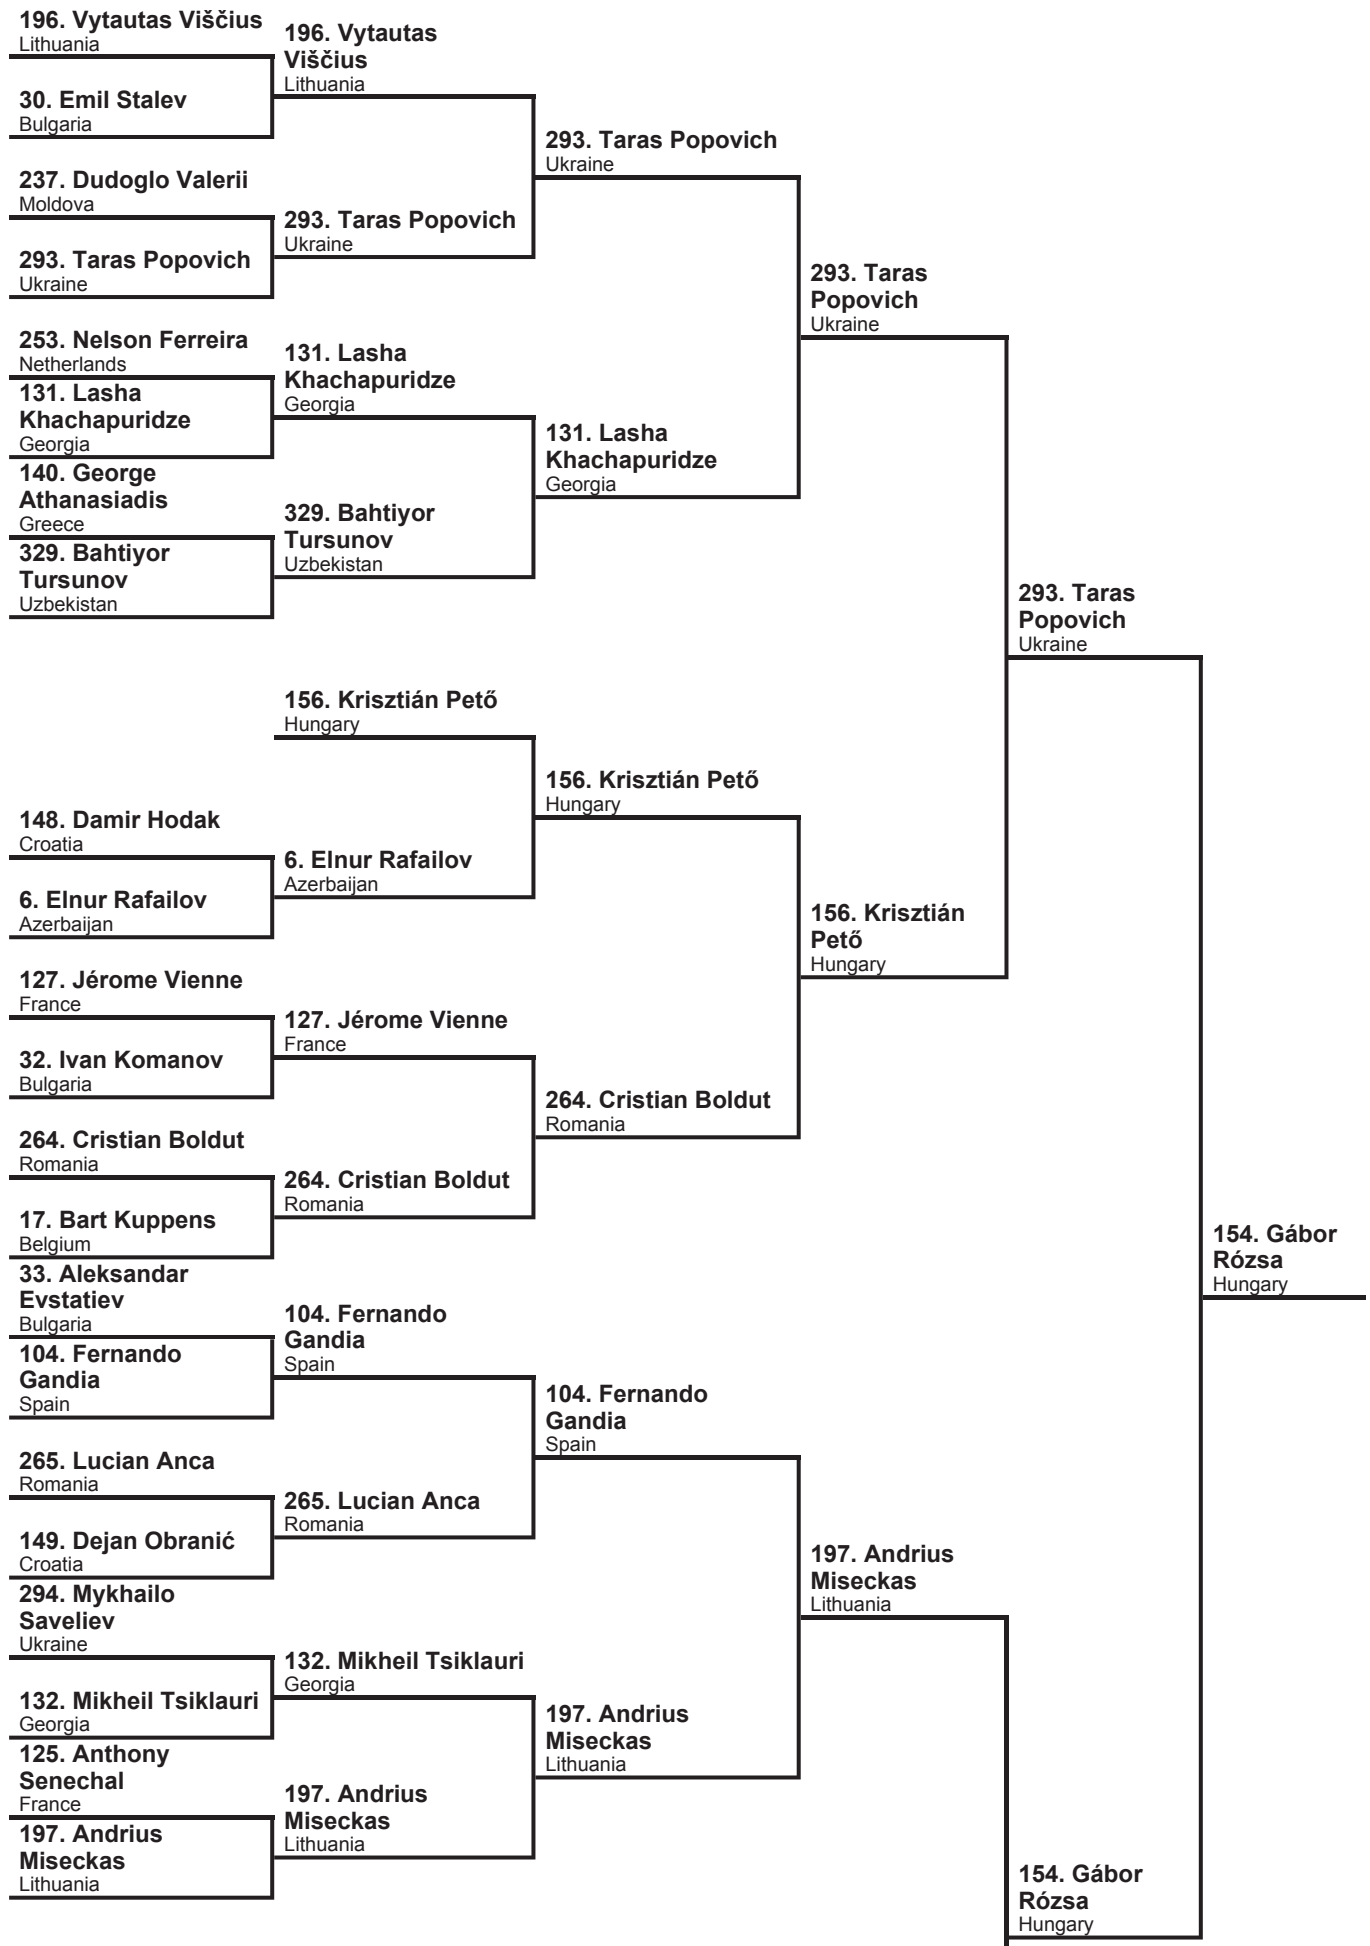 196. Vytautas Viščius
Lithuania
30. Emil Stalev
Bulgaria
237. Dudoglo Valerii
Moldova
293. Taras Popovich
Ukraine
253. Nelson Ferreira
Netherlands
131. Lasha
Khachapuridze
Georgia
140. George
Athanasiadis
Greece
329. Bahtiyor
Tursunov
Uzbekistan
148. Damir Hodak
Croatia
6. Elnur Rafailov
Azerbaijan
127. Jérome Vienne
France
32. Ivan Komanov
Bulgaria
264. Cristian Boldut
Romania
17. Bart Kuppens
Belgium
33. Aleksandar
Evstatiev
Bulgaria
104. Fernando
Gandia
Spain
265. Lucian Anca
Romania
149. Dejan Obranić
Croatia
294. Mykhailo
Saveliev
Ukraine
132. Mikheil Tsiklauri
Georgia
125. Anthony
Senechal
France
197. Andrius
Miseckas
Lithuania
196. Vytautas
Viščius
Lithuania
293. Taras Popovich
Ukraine
131. Lasha
Khachapuridze
Georgia
329. Bahtiyor
Tursunov
Uzbekistan
156. Krisztián Pető
Hungary
6. Elnur Rafailov
Azerbaijan
127. Jérome Vienne
France
264. Cristian Boldut
Romania
104. Fernando
Gandia
Spain
265. Lucian Anca
Romania
132. Mikheil Tsiklauri
Georgia
197. Andrius
Miseckas
Lithuania
293. Taras Popovich
Ukraine
131. Lasha
Khachapuridze
Georgia
156. Krisztián Pető
Hungary
264. Cristian Boldut
Romania
104. Fernando
Gandia
Spain
197. Andrius
Miseckas
Lithuania
293. Taras
Popovich
Ukraine
156. Krisztián
Pető
Hungary
197. Andrius
Miseckas
Lithuania
293. Taras
Popovich
Ukraine
154. Gábor
Rózsa
Hungary
154. Gábor
Rózsa
Hungary